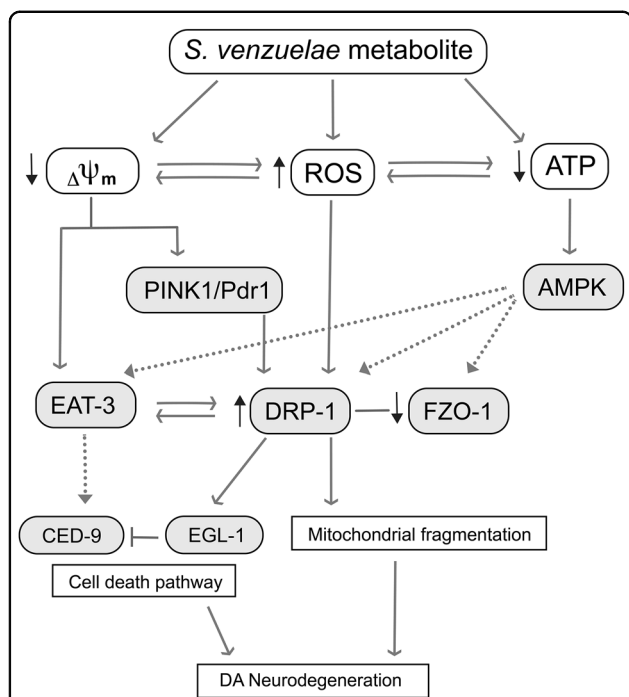 S. venzuelae metabolite
ΔΨm
ROS
ATP
PINK1/Pdr1
AMPK
EAT-3
DRP-1
FZO-1
CED-9
EGL-1
Mitochondrial fragmentation
Cell death pathway
DA Neurodegeneration